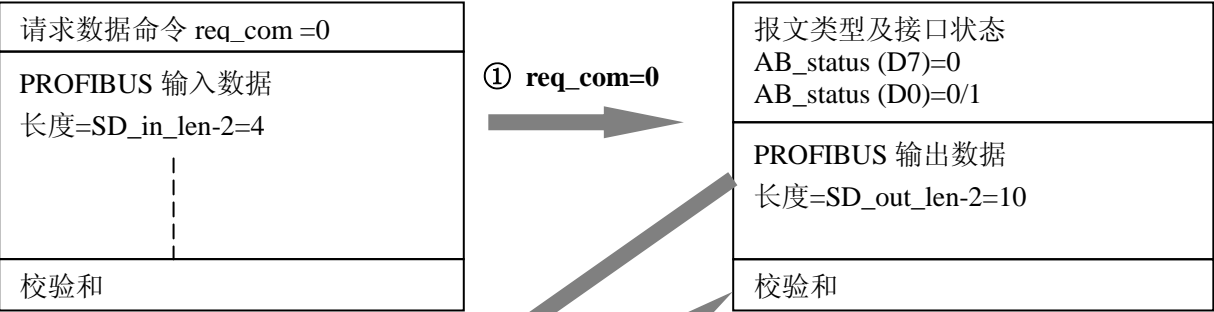 请求数据命令 req_com =0
PROFIBUS 输入数据
长度=SD_in_len-2=4
校验和
① req_com=0
报文类型及接口状态
AB_status (D7)=0
AB_status (D0)=0/1
PROFIBUS 输出数据
长度=SD_out_len-2=10
校验和